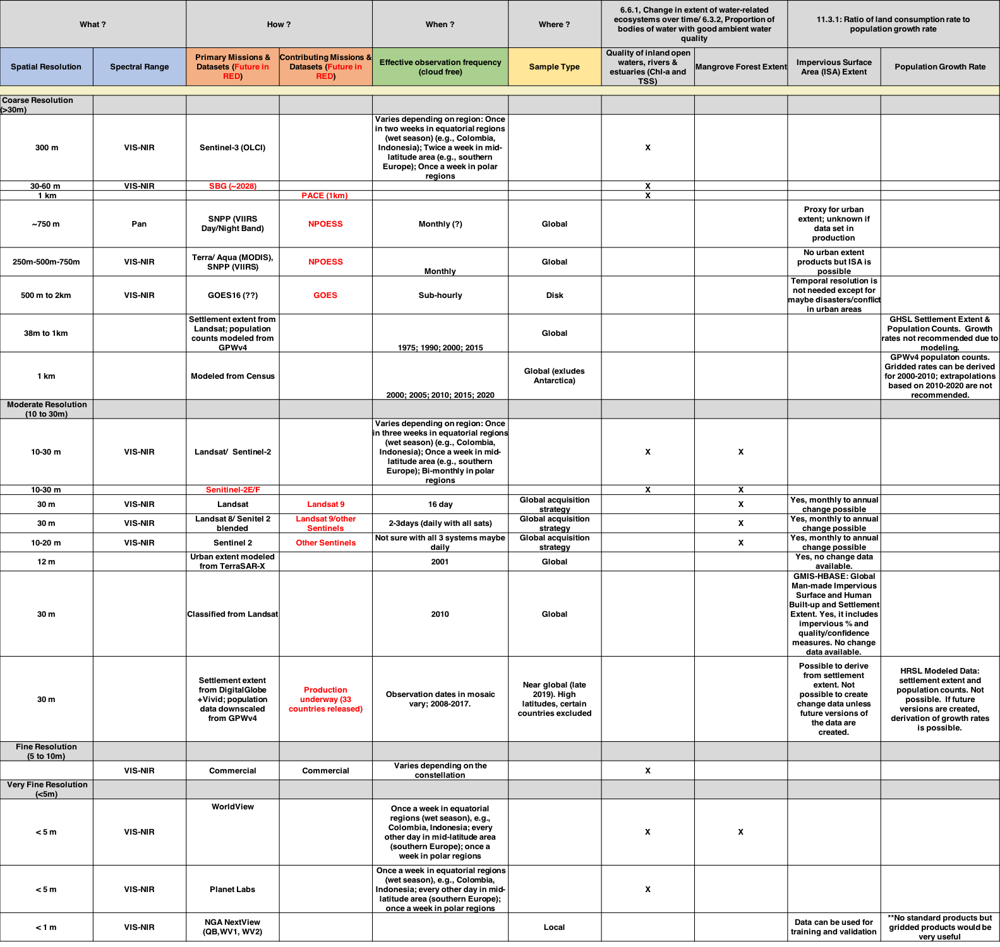 What ?
How ?
When ?
Where ?
6.6.1, Change in extent of water-related
ecosystems over time/ 6.3.2, Proportion of
bodies of water with good ambient water
quality
11.3.1: Ratio of land consumption rate to
population growth rate
Spatial Resolution
Spectral Range
Primary Missions &
Datasets (Future in
RED)
Contributing Missions &
Datasets (Future in
RED)
Effective observation frequency
(cloud free)
Sample Type
Quality of inland open
waters, rivers &
estuaries (Chl-a and
TSS)
Mangrove Forest Extent
Impervious Surface
Area (ISA) Extent
Population Growth Rate
Coarse Resolution
(>30m)
300 m
VIS-NIR
Sentinel-3 (OLCI)
Varies depending on region: Once
in two weeks in equatorial regions
(wet season) (e.g., Colombia,
Indonesia); Twice a week in mid-
latitude area (e.g., southern
Europe); Once a week in polar
regions
X
30-60 m
VIS-NIR
SBG (~2028)
X
1 km
PACE (1km)
X
~750 m
Pan
SNPP (VIIRS
Day/Night Band)
NPOESS
Monthly (?)
Global
Proxy for urban
extent; unknown if
data set in
production
250m-500m-750m
VIS-NIR
Terra/ Aqua (MODIS),
SNPP (VIIRS)
NPOESS
Monthly
Global
No urban extent
products but ISA is
possible
500 m to 2km
VIS-NIR
GOES16 (??)
GOES
Sub-hourly
Disk
Temporal resolution is
not needed except for
maybe disasters/conflict
in urban areas
38m to 1km
Settlement extent from
Landsat; population
counts modeled from
GPWv4
1975; 1990; 2000; 2015
Global
GHSL Settlement Extent &
Population Counts.  Growth
rates not recommended due to
modeling.
1 km
Modeled from Census
2000; 2005; 2010; 2015; 2020
Global (exludes
Antarctica)
GPWv4 populaton counts.
Gridded rates can be derived
for 2000-2010; extrapolations
based on 2010-2020 are not
recommended.
Moderate Resolution
(10 to 30m)
10-30 m
VIS-NIR
Landsat/  Sentinel-2
Varies depending on region: Once
in three weeks in equatorial regions
(wet season) (e.g., Colombia,
Indonesia); Once a week in mid-
latitude area (e.g., southern
Europe); Bi-monthly in polar
regions
X
X
10-30 m
Senitinel-2E/F
X
X
30 m
VIS-NIR
Landsat
Landsat 9
16 day
Global acquisition
strategy
X
Yes, monthly to annual
change possible
30 m
VIS-NIR
Landsat 8/ Senitel 2
blended
Landsat 9/other
Sentinels
2-3days (daily with all sats)
Global acquisition
strategy
X
Yes, monthly to annual
change possible
10-20 m
VIS-NIR
Sentinel 2
Other Sentinels
Not sure with all 3 systems maybe
daily
Global acquisition
strategy
X
Yes, monthly to annual
change possible
12 m
Urban extent modeled
from TerraSAR-X
2001
Global
Yes, no change data
available.
30 m
Classified from Landsat
2010
Global
GMIS-HBASE: Global
Man-made Impervious
Surface and Human
Built-up and Settlement
Extent. Yes, it includes
impervious % and
quality/confidence
measures. No change
data available.
30 m
Settlement extent
from DigitalGlobe
+Vivid; population
data downscaled
from GPWv4
Production
underway (33
countries released)
Observation dates in mosaic
vary; 2008-2017.
Near global (late
2019). High
latitudes, certain
countries excluded
Possible to derive
from settlement
extent. Not
possible to create
change data unless
future versions of
the data are
created.
HRSL Modeled Data:
settlement extent and
population counts. Not
possible.  If future
versions are created,
derivation of growth rates
is possible.
Fine Resolution
(5 to 10m)
VIS-NIR
Commercial
Commercial
Varies depending on the
constellation
X
Very Fine Resolution
(<5m)
< 5 m
VIS-NIR
WorldView
Once a week in equatorial
regions (wet season), e.g.,
Colombia, Indonesia; every
other day in mid-latitude area
(southern Europe); once a
week in polar regions
X
X
< 5 m
VIS-NIR
Planet Labs
Once a week in equatorial regions
(wet season), e.g., Colombia,
Indonesia; every other day in mid-
latitude area (southern Europe);
once a week in polar regions
X
< 1 m
VIS-NIR
NGA NextView
(QB,WV1, WV2)
Local
Data can be used for
training and validation
**No standard products but
gridded products would be
very useful